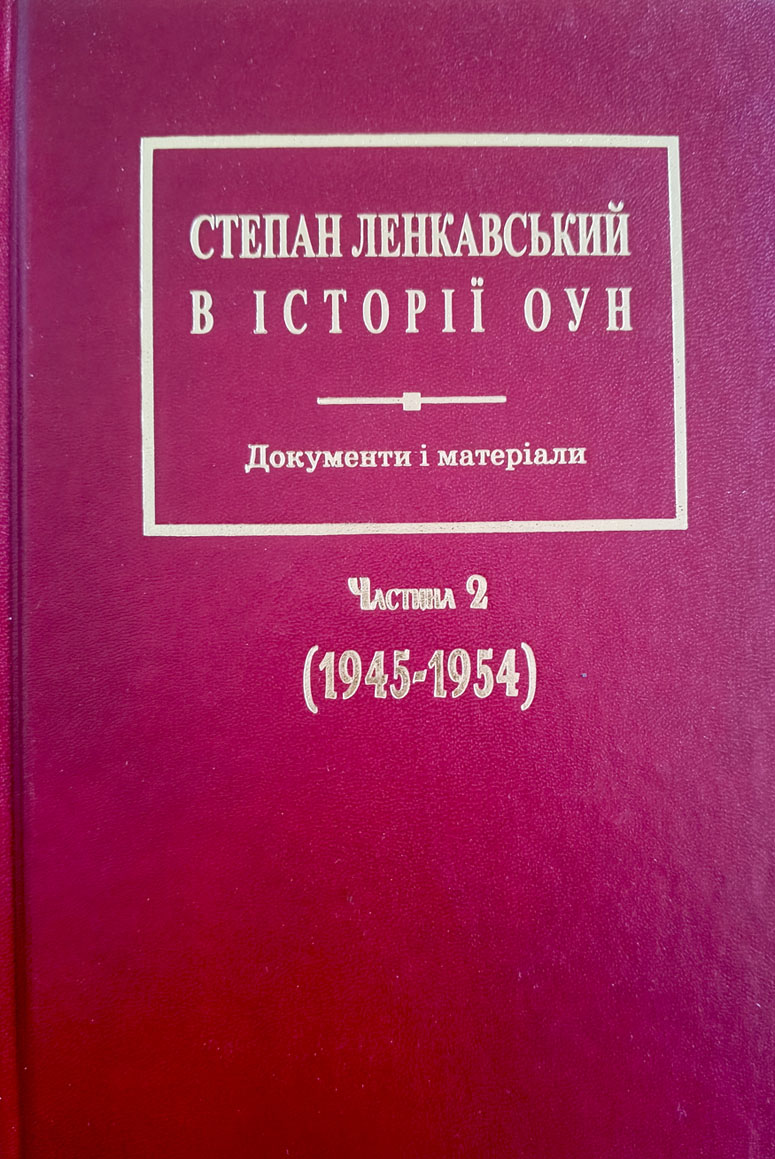 СТЕПАН ЛЕНКАВСЬКИЙ
В ІСТОРІЇ ОУН
Документи і матеріали
Частина 2
(1945-1954)